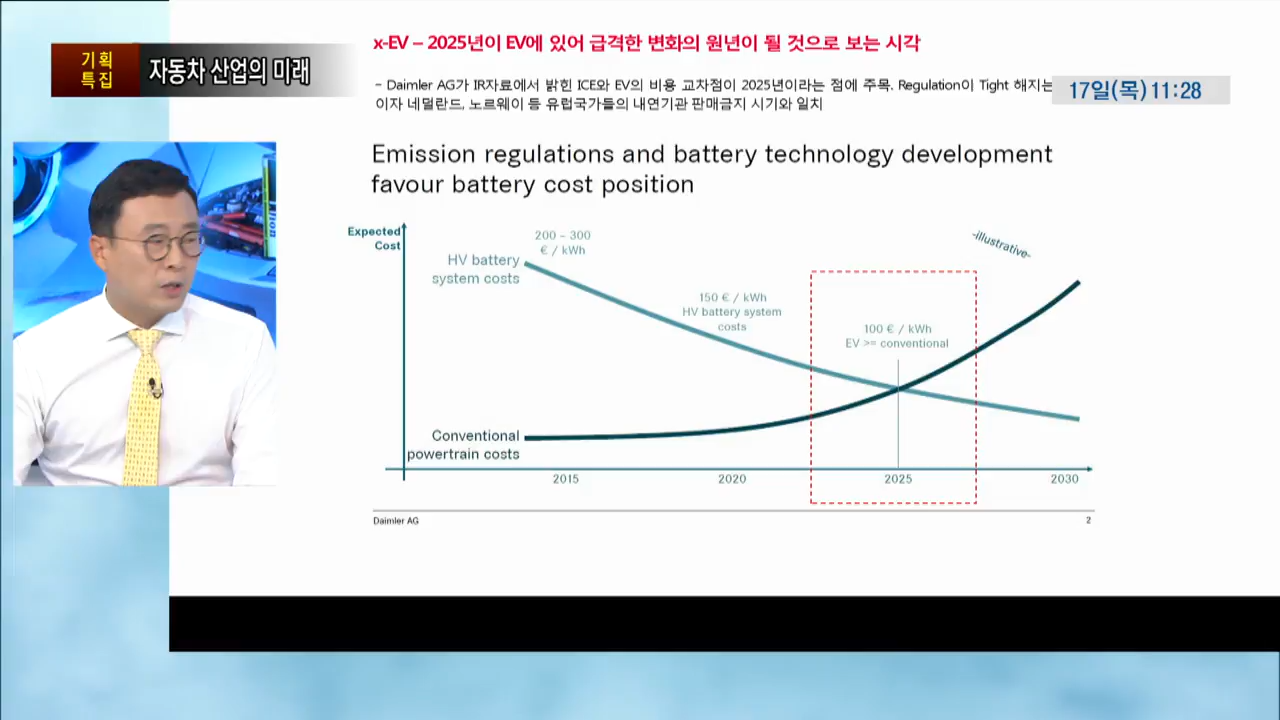 기획
특집
자동차 산업의 미래
x-EV – 2025년이 EV에 있어 급격한 변화의 원년이 될 것으로 보는 시각
- Daimler AG가 IR자료에서 밝힌 ICE와 EV의 비용 교차점이 2025년이라는 점에 주목. Regulation이 Tight 해지는
이자 네덜란드, 노르웨이 등 유럽국가들의 내연기관 판매금지 시기와 일치
17일(목) 11:28
Emission regulations and battery technology development
favour battery cost position
Expected
Cost
200 – 300
€ / kWh
-illustrative-
HV battery
system costs
150 € / kWh
HV battery system
costs
100 € / kWh
EV >= conventional
Conventional
powertrain costs
2015
2020
2025
2030
Daimler AG
2